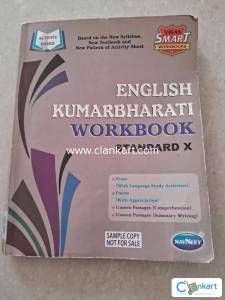 ACTIVITY
BASED
Based on the New Syllabus,
New Textbook and
New Pattern of Activity Sheet
VIKAS
SMART
WORKBOOKS
ENGLISH
KUMARBHARATI
WORKBOOK
www.clankart.com
STANDARD X
Prose
(With Language Study Activities)
Poems
(With Appreciation)
Unseen Passages (Comprehension)
Unseen Passages (Summary Writing)
SAMPLE COPY
NOT FOR SALE
NAVNEET
Clankart